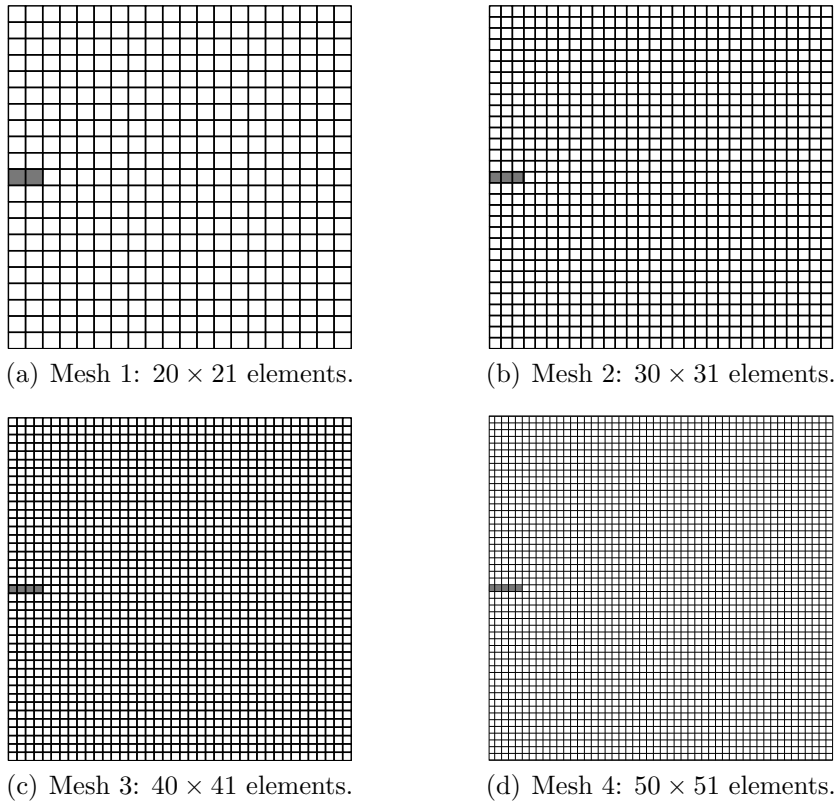 (a) Mesh 1: 20 × 21 elements.
(b) Mesh 2: 30 × 31 elements.
(c) Mesh 3: 40 × 41 elements.
(d) Mesh 4: 50 × 51 elements.